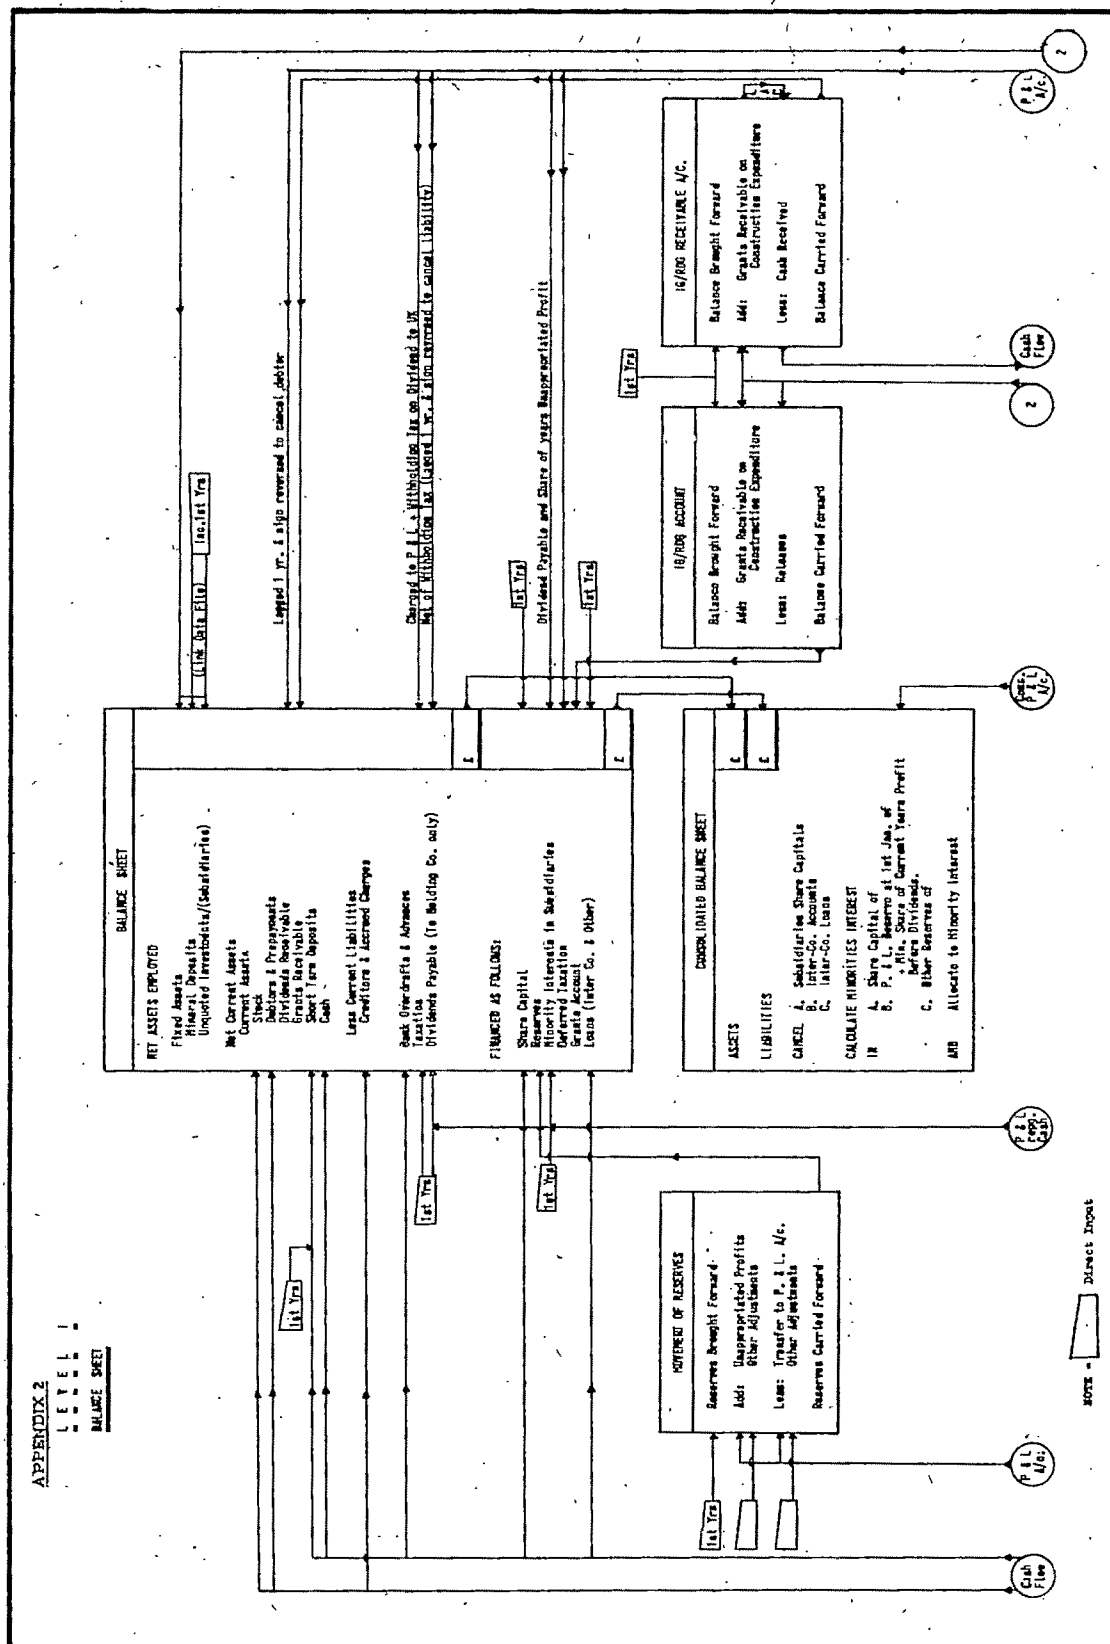 APPENDIX 2
L E V E L 1
BALANCE SHEET
BALANCE SHEET
NET ASSETS EMPLOYED
Fixed Assets
Mineral Deposits
Unquoted Investments/(Subsidiaries)
Net Current Assets
Current Assets
Stock
Debtors & Prepayments
Dividends Receivable
Grants Receivable
Short Term Deposits
Cash
Less Current Liabilities
Creditors & Accrued Charges
Bank Overdrafts & Advances
Taxation
Dividends Payable (To Holding Co. only)
FINANCED AS FOLLOWS:
Share Capital
Reserves
Minority Interests in Subsidiaries
Deferred Taxation
Grants Account
Loans (Inter Co. & Other)
£
£
(Link Data File)
Inc. 1st Yrs
Lagged 1 yr. & sign reversed to cancel debtor
Charged to P & L + Withholding Tax on Dividend to UK
Net of Withholding Tax (Lagged 1 yr. & sign reversed to cancel liability)
Dividend Payable and Share of years Unappropriated Profit
1st Yrs
1st Yrs
1st Yrs
1st Yrs
1st Yrs
MOVEMENT OF RESERVES
Reserves Brought Forward
Add: Unappropriated Profits
Other Adjustments
Less: Transfer to P. & L. A/c.
Other Adjustments
Reserves Carried Forward
1st Yrs
CONSOLIDATED BALANCE SHEET
ASSETS
£
LIABILITIES
£
CANCEL A. Subsidiaries Share Capitals
B. Inter-Co. Accounts
C. Inter-Co. Loans
CALCULATE MINORITIES INTEREST
IN A. Share Capital of
B. P. & L. Reserve at 1st Jan. of
+ Min. Share of Current Years Profit
Before Dividends.
C. Other Reserves of
AND Allocate to Minority Interest
IG/RDG ACCOUNT
Balance Brought Forward
Add: Grants Receivable on
Construction Expenditure
Less: Releases
Balance Carried Forward
1st Yrs
IG/RDG RECEIVABLE A/C.
Balance Brought Forward
Add: Grants Receivable on
Construction Expenditure
Less: Cash Received
Balance Carried Forward
Cash
Flow
P & L
A/c.
P & L
Cash
Cons.
P & L
A/c.
2
Cash
Flow
P & L
A/c.
2
NOTE = Direct Input